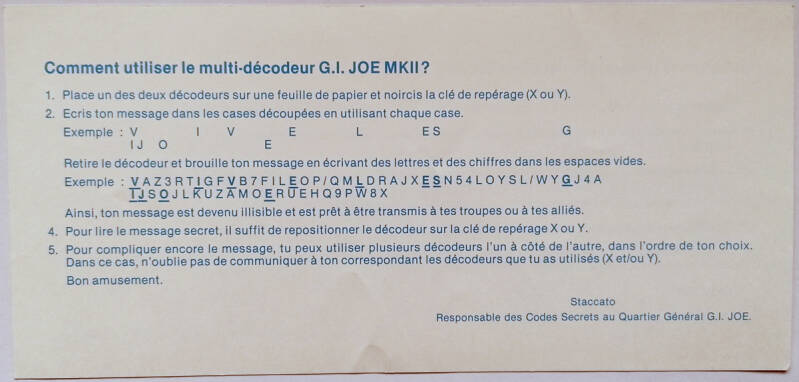 Comment utiliser le multi-décodeur G.I. JOE MKII?
1. Place un des deux décodeurs sur une feuille de papier et noircis la clé de repérage (X ou Y).
2. Ecris ton message dans les cases découpées en utilisant chaque case.
Exemple : V I V E L ES G
IJ O E
Retire le décodeur et brouille ton message en écrivant des lettres et des chiffres dans les espaces vides.
Exemple : VAZ3RTIGFVB7FILEOP/QMLDRAJXESN54LOYSL/WYGJ4A
IJSOJLKUZAMOERUEHQ9PW8X
Ainsi, ton message est devenu illisible et est prêt à être transmis à tes troupes ou à tes alliés.
4. Pour lire le message secret, il suffit de repositionner le décodeur sur la clé de repérage X ou Y.
5. Pour compliquer encore le message, tu peux utiliser plusieurs décodeurs l'un à côté de l'autre, dans l'ordre de ton choix.
Dans ce cas, n'oublie pas de communiquer à ton correspondant les décodeurs que tu as utilisés (X et/ou Y).
Bon amusement.
Staccato
Responsable des Codes Secrets au Quartier Général G.I. JOE.